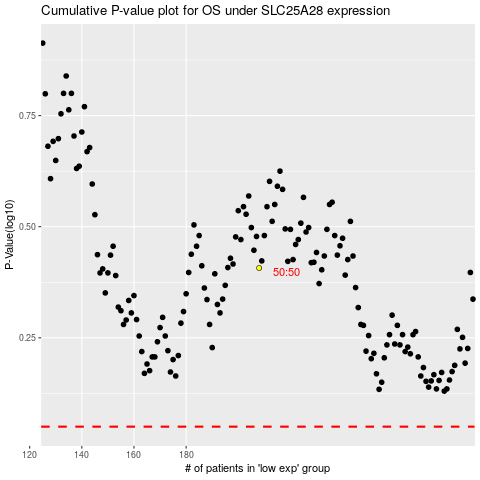 Cumulative P-value plot for OS under SLC25A28 expression
P-Value(log10)
0.75
0.50
0.25
50:50
120 140 160 180
# of patients in 'low exp' group